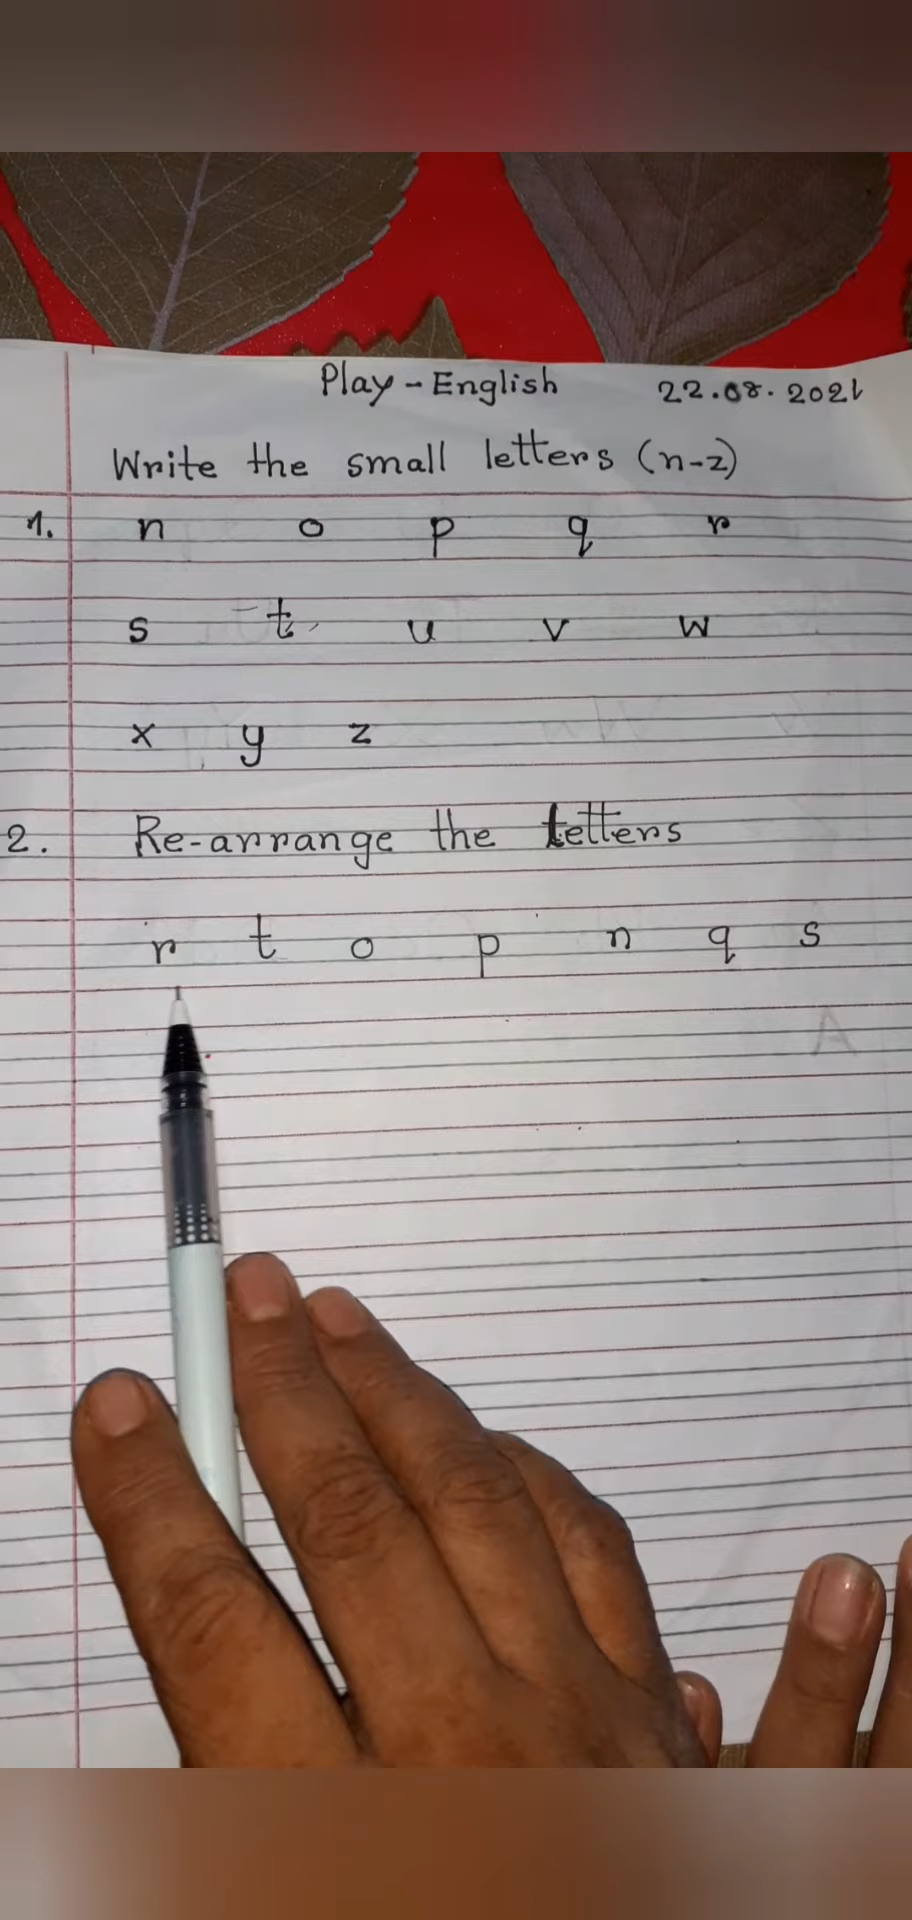 Play - English 22.08.2021
Write the small letters (n-z)
1. n o p q r
s t u v w
x y z
2. Re-arrange the letters
r t o p n q s
A